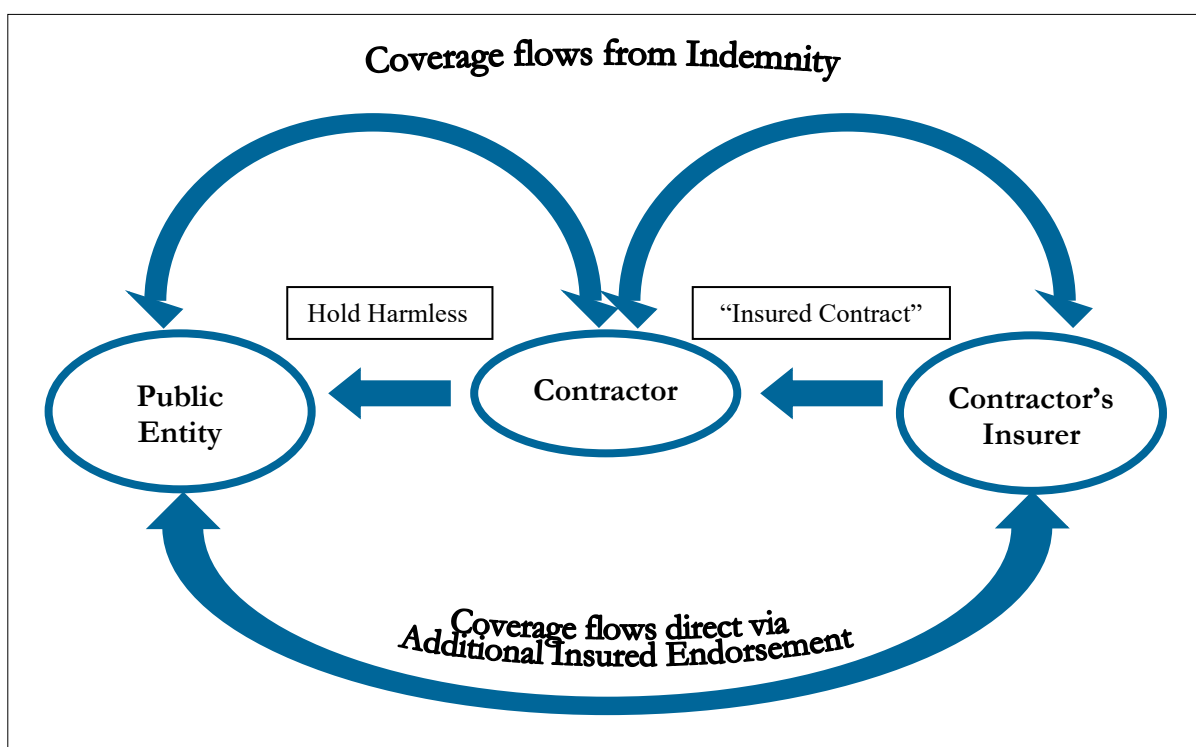 Coverage flows from Indemnity
Hold Harmless
“Insured Contract”
Public
Entity
Contractor
Contractor’s
Insurer
Coverage flows direct via
Additional Insured Endorsement